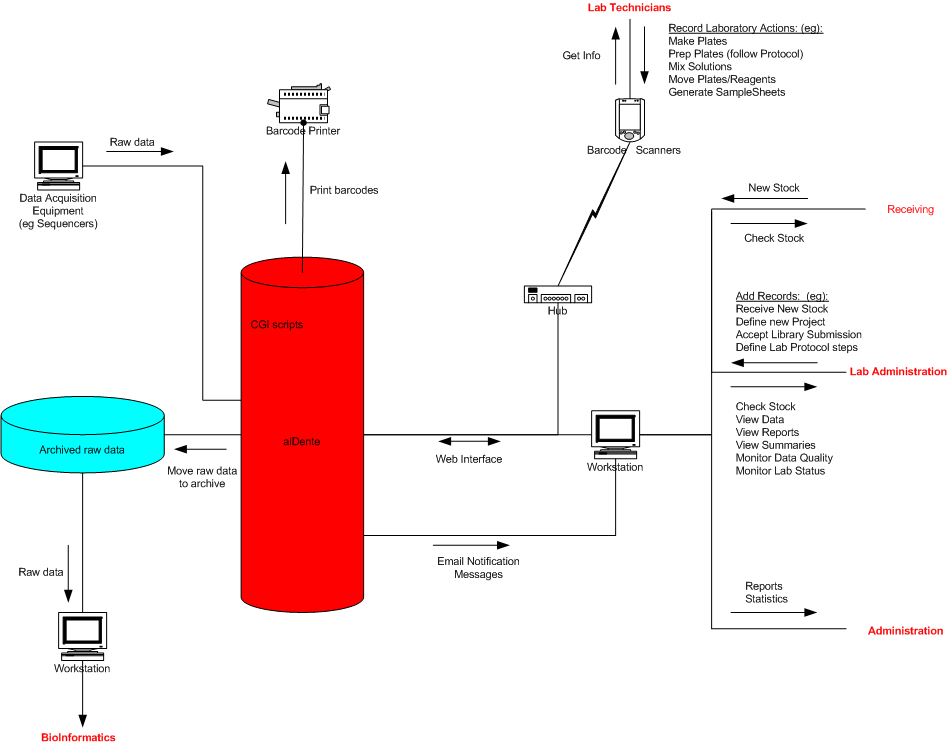 Lab Technicians
Record Laboratory Actions: (eg):
Make Plates
Prep Plates (follow Protocol)
Mix Solutions
Move Plates/Reagents
Generate SampleSheets
Get Info
Barcode Printer
Barcode Scanners
Raw data
Print barcodes
Data Acquisition
Equipment
(eg Sequencers)
New Stock
Receiving
Check Stock
Hub
CGI scripts
Add Records: (eg):
Receive New Stock
Define new Project
Accept Library Submission
Define Lab Protocol steps
Lab Administration
Check Stock
View Data
View Reports
View Summaries
Monitor Data Quality
Monitor Lab Status
Archived raw data
alDente
Web Interface
Workstation
Move raw data
to archive
Email Notification
Messages
Raw data
Reports
Statistics
Administration
Workstation
BioInformatics